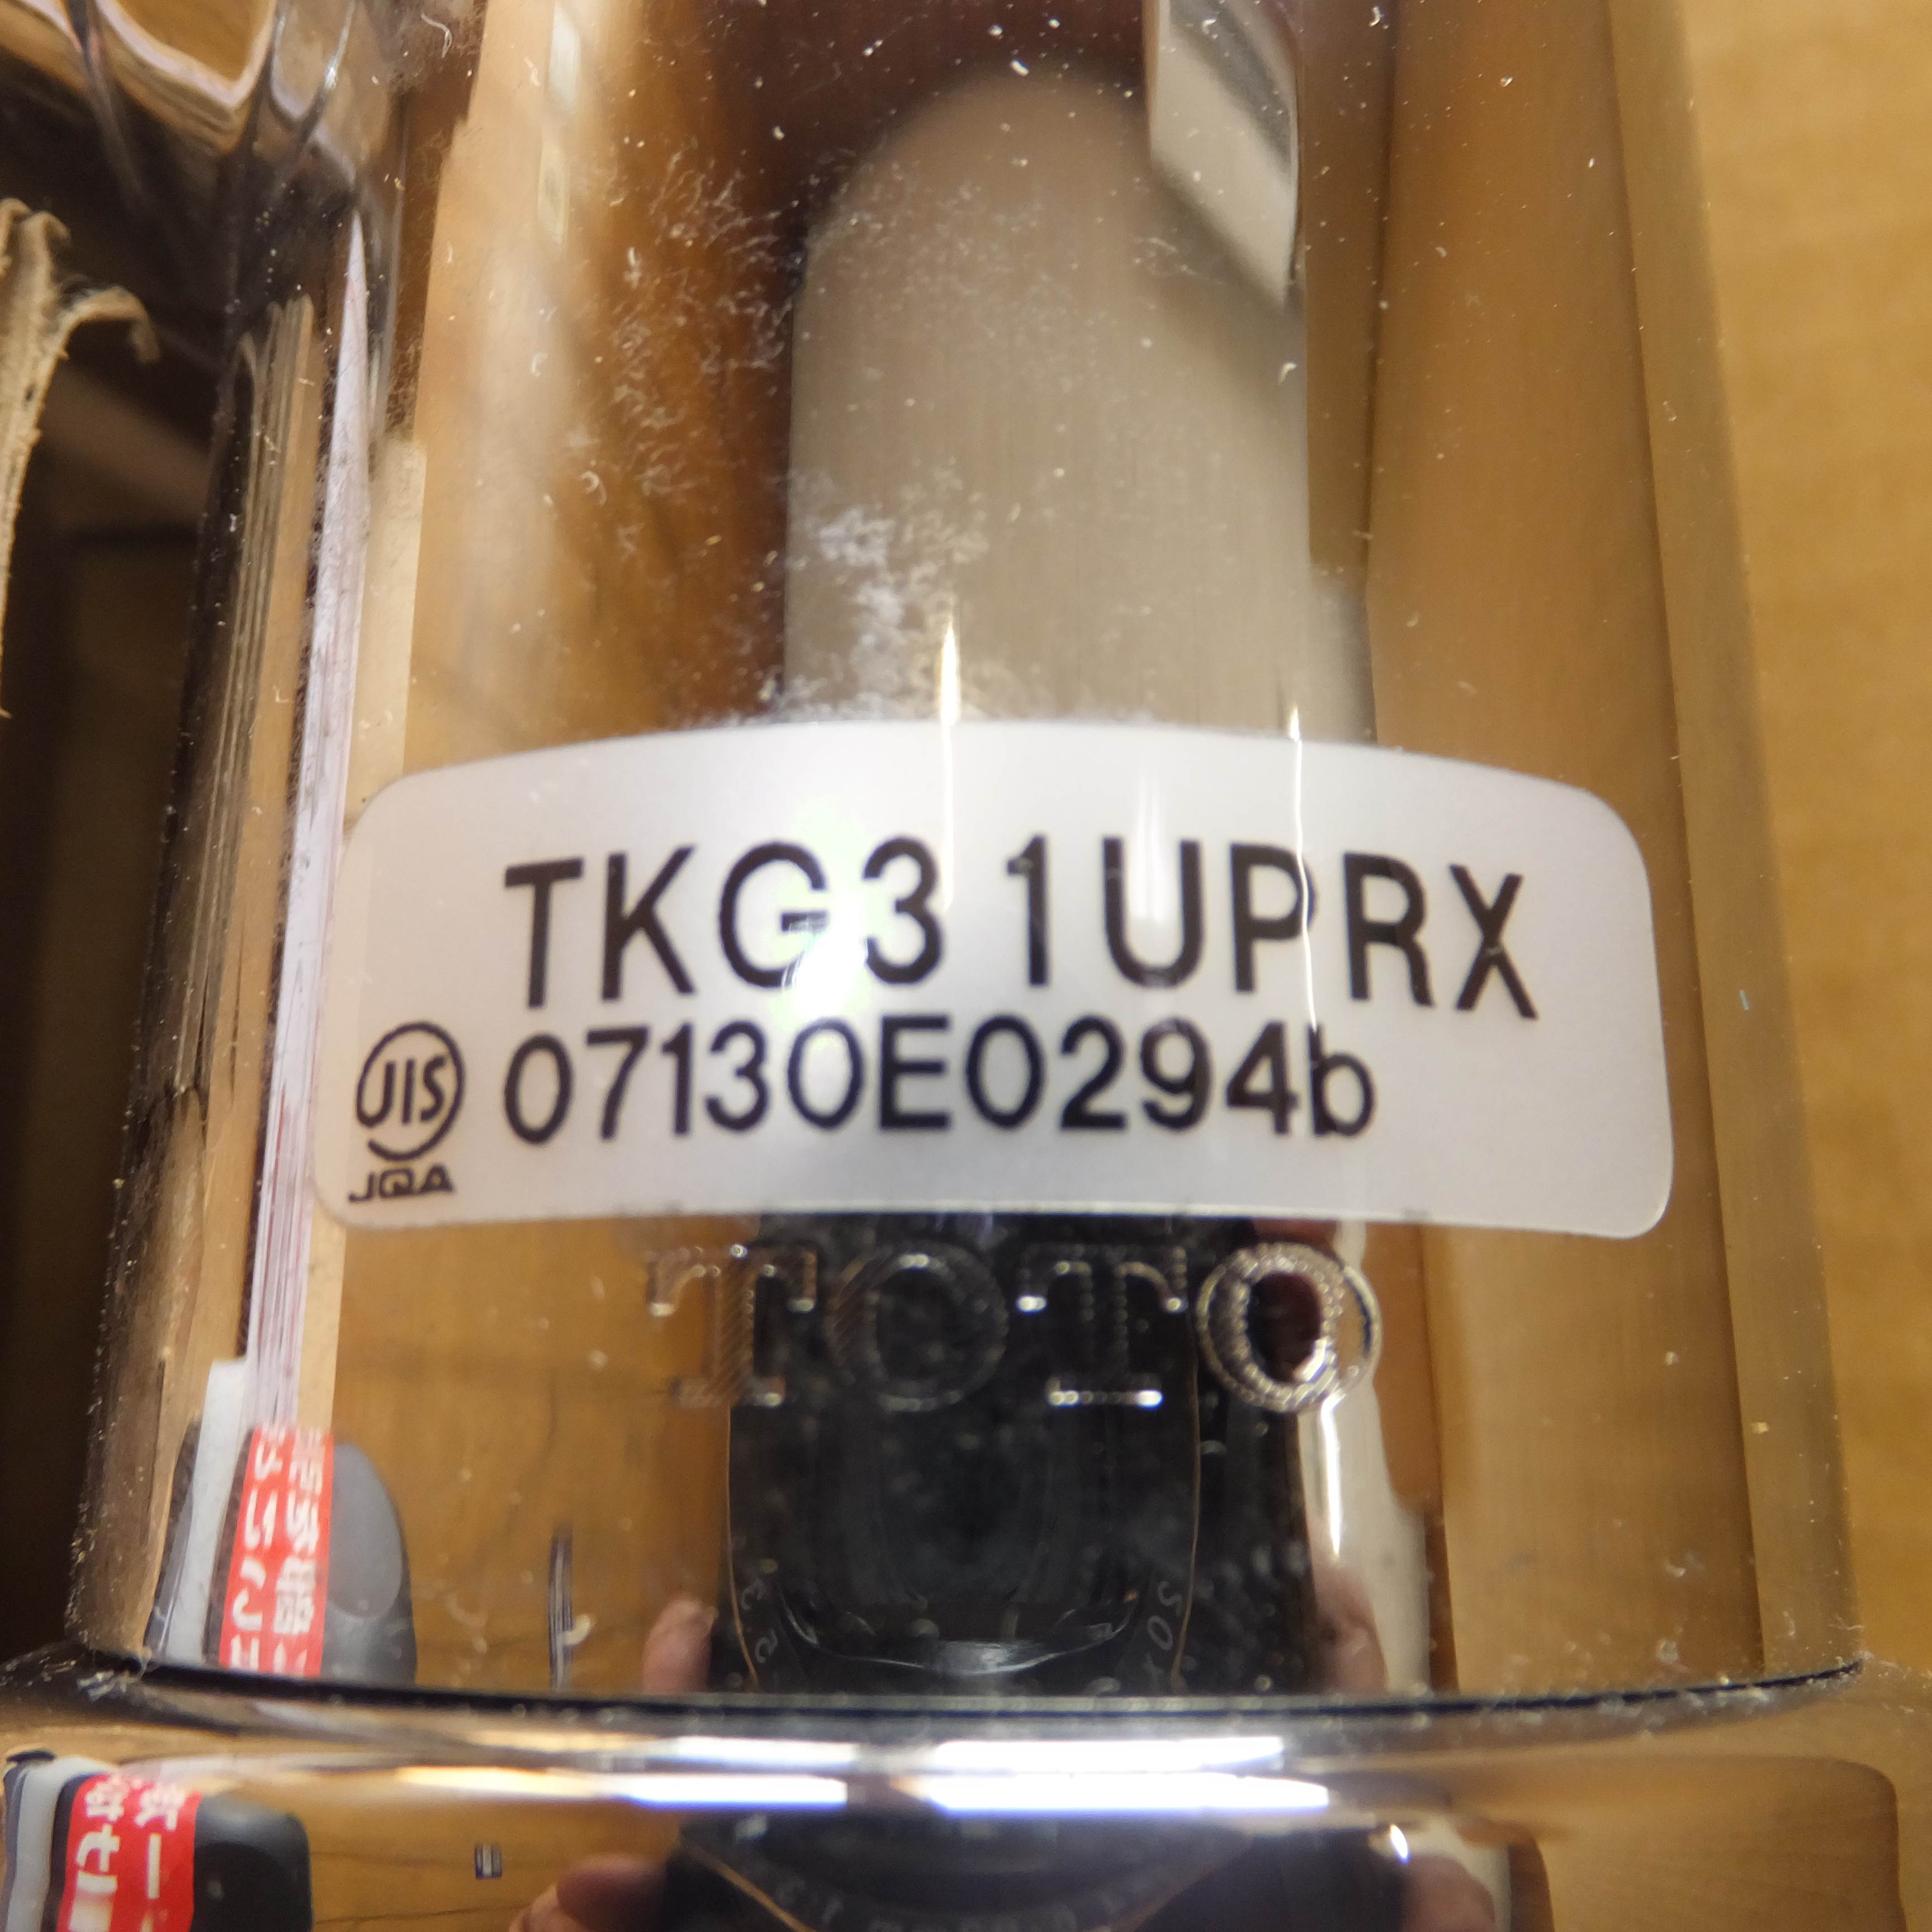 TKG31UPRX
JIS 07130E0294b
JQA
TOTO